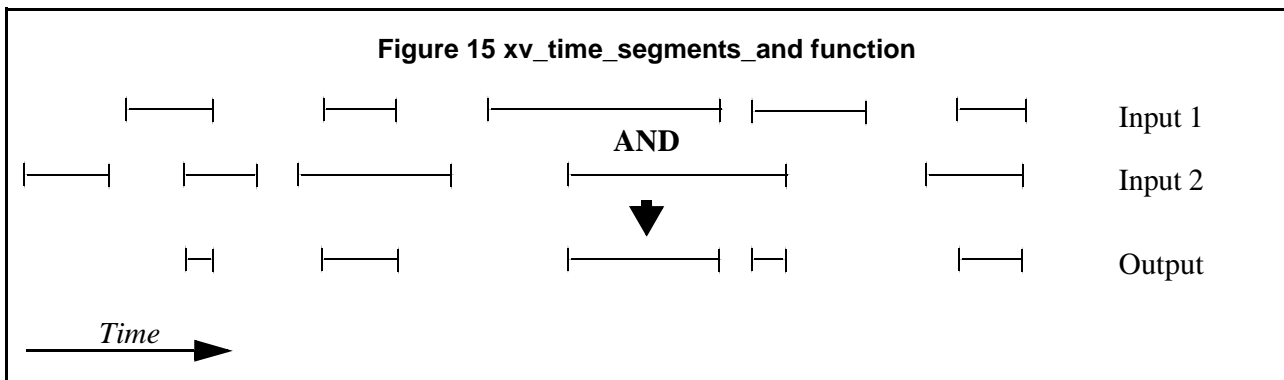 Figure 15 xv_time_segments_and function
Input 1
AND
Input 2
Output
Time